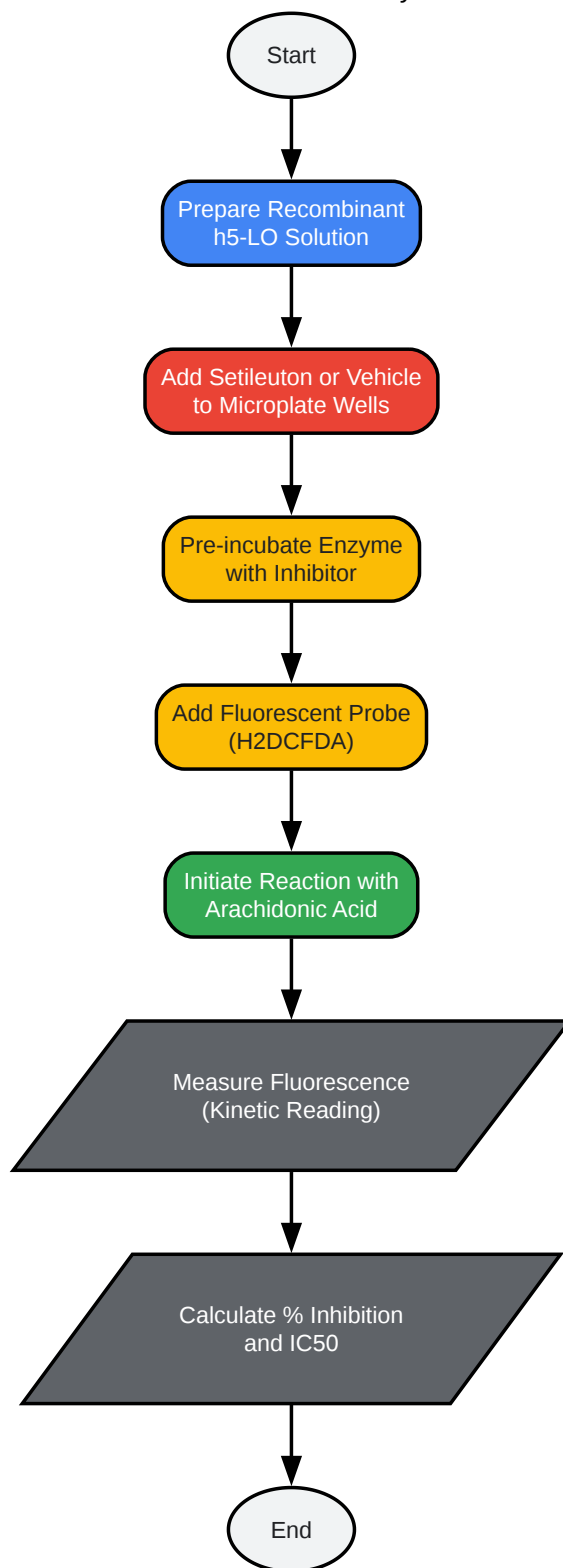 Start
Prepare Recombinant
h5-LO Solution
Add Setileuton or Vehicle
to Microplate Wells
Pre-incubate Enzyme
with Inhibitor
Add Fluorescent Probe
(H2DCFDA)
Initiate Reaction with
Arachidonic Acid
Measure Fluorescence
(Kinetic Reading)
Calculate % Inhibition
and IC50
End